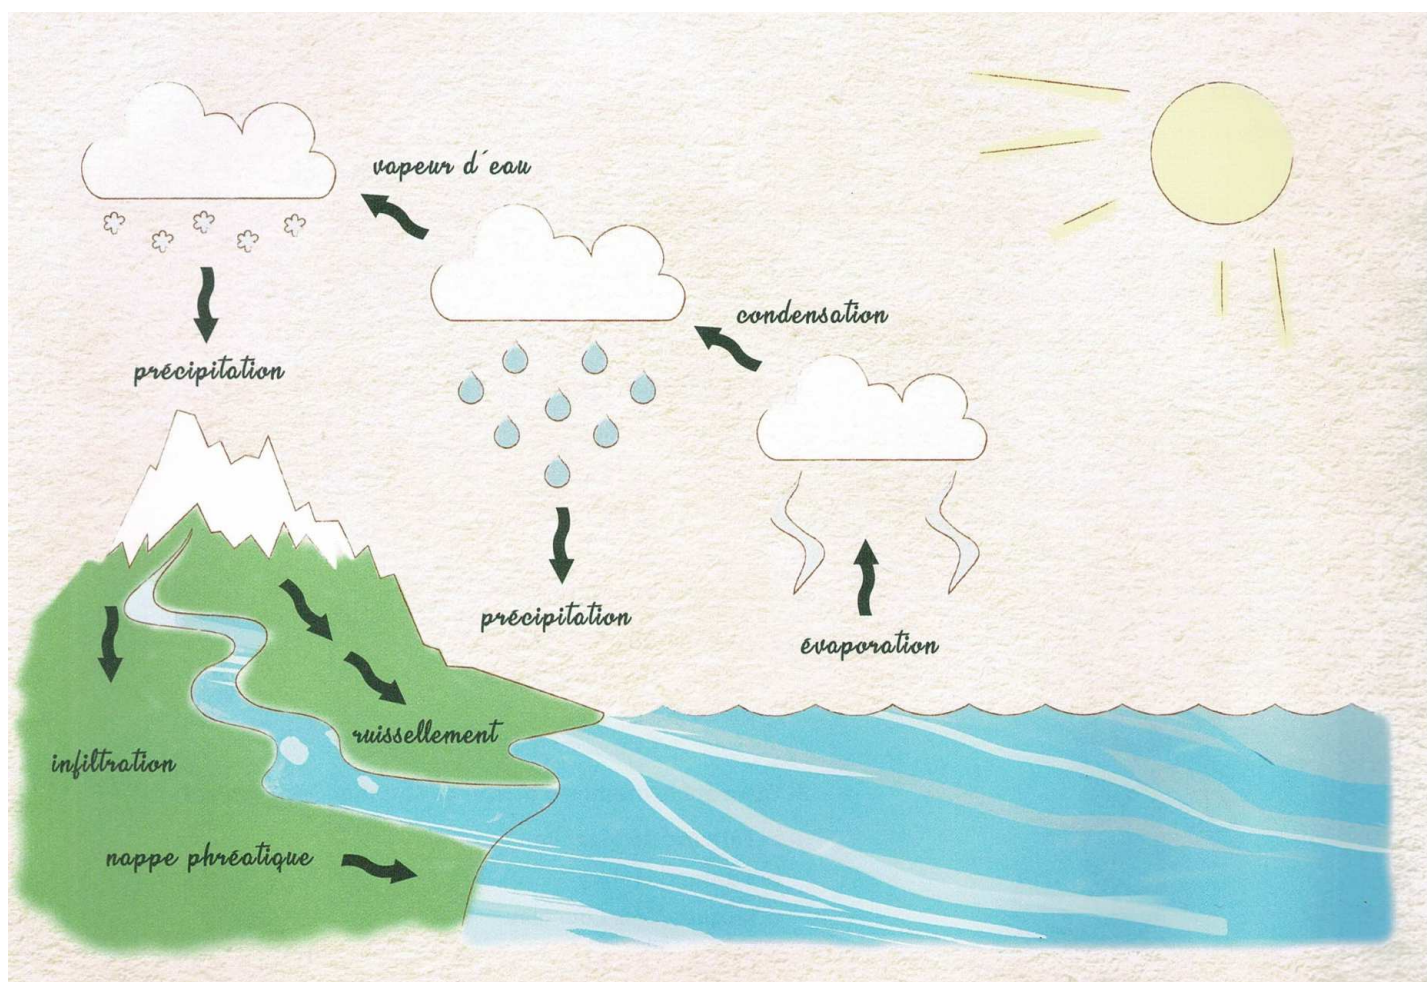 vapeur d´eau
condensation
précipitation
précipitation
évaporation
ruissellement
infiltration
nappe phréatique